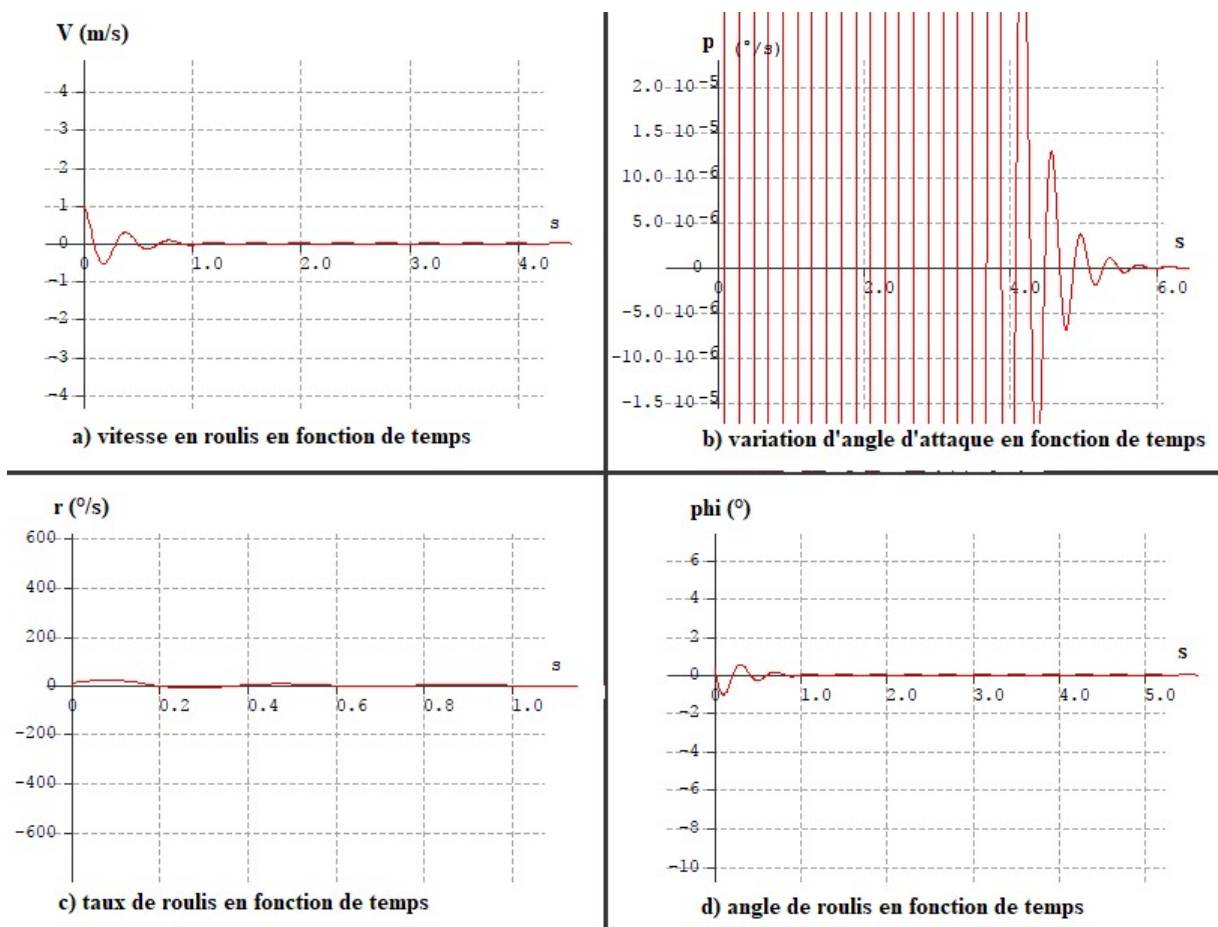 V (m/s)
4
3
2
1
0
-1
-2
-3
-4
s
0 1.0 2.0 3.0 4.0
a) vitesse en roulis en fonction de temps
p (°/s)
2.0 10-5
1.5 10-5
10.0 10-6
5.0 10-6
0
-5.0 10-6
-10.0 10-6
-1.5 10-5
s
0 2.0 4.0 6.0
b) variation d'angle d'attaque en fonction de temps
r (°/s)
600
400
200
0
-200
-400
-600
s
0 0.2 0.4 0.6 0.8 1.0
c) taux de roulis en fonction de temps
phi (°)
6
4
2
0
-2
-4
-6
-8
-10
s
0 1.0 2.0 3.0 4.0 5.0
d) angle de roulis en fonction de temps